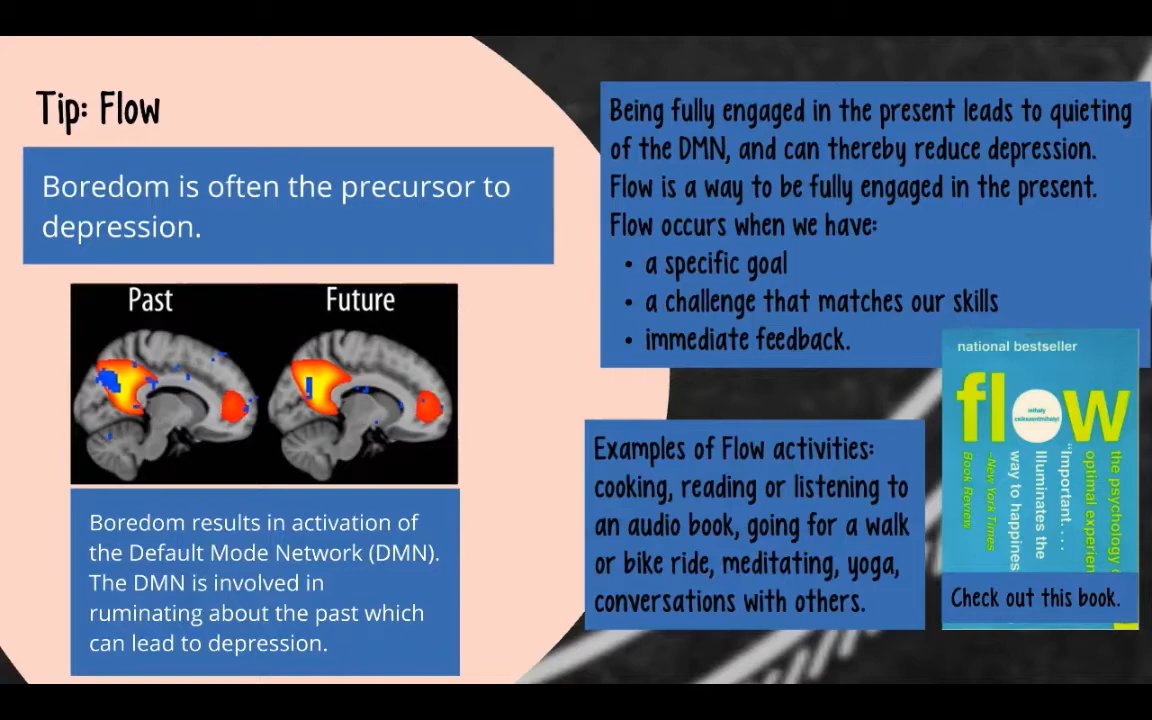 Tip: Flow
Boredom is often the precursor to
depression.
Past
Future
Boredom results in activation of
the Default Mode Network (DMN).
The DMN is involved in
ruminating about the past which
can lead to depression.
Being fully engaged in the present leads to quieting
of the DMN, and can thereby reduce depression.
Flow is a way to be fully engaged in the present.
Flow occurs when we have:
• a specific goal
• a challenge that matches our skills
• immediate feedback.
Examples of Flow activities:
cooking, reading or listening to
an audio book, going for a walk
or bike ride, meditating, yoga,
conversations with others.
national bestseller
flow
mihaly
csikszentmihalyi
the psychology
optimal experien
"Important. . . .
Illuminates the
way to happines
—New York Times
Book Review
Check out this book.